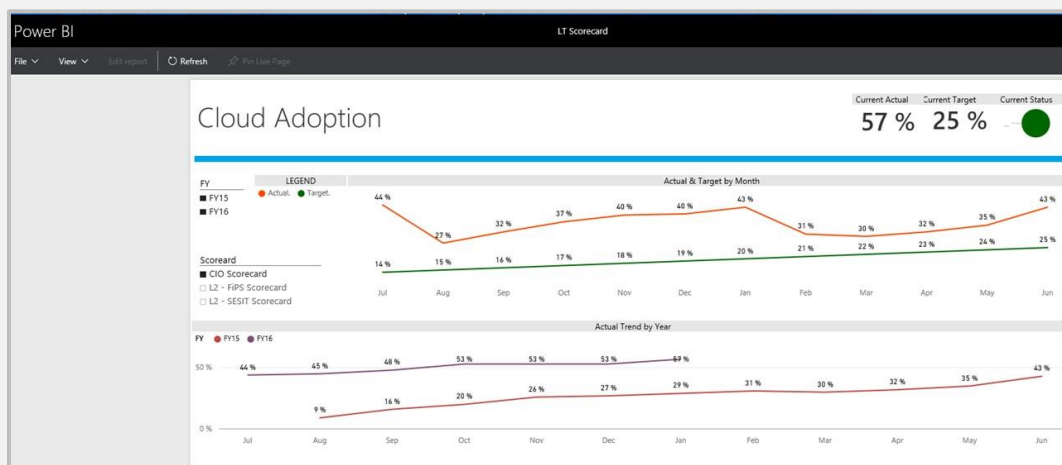 Power BI
LT Scorecard
File View Edit report Refresh Pin Live Page
Cloud Adoption
Current Actual Current Target Current Status
57 % 25 %
FY
FY15
FY16
LEGEND
Actual. Target.
Scoreard
CIO Scorecard
L2 - FiPS Scorecard
L2 - SESIT Scorecard
Actual & Target by Month
44 % 27 % 32 % 37 % 40 % 40 % 43 % 31 % 30 % 32 % 35 % 43 %
14 % 15 % 16 % 17 % 18 % 19 % 20 % 21 % 22 % 23 % 24 % 25 %
Jul Aug Sep Oct Nov Dec Jan Feb Mar Apr May Jun
Actual Trend by Year
FY FY15 FY16
50 %
44 % 45 % 48 % 53 % 53 % 53 % 57 %
9 % 16 % 20 % 26 % 27 % 29 % 31 % 30 % 32 % 35 % 43 %
0 %
Jul Aug Sep Oct Nov Dec Jan Feb Mar Apr May Jun